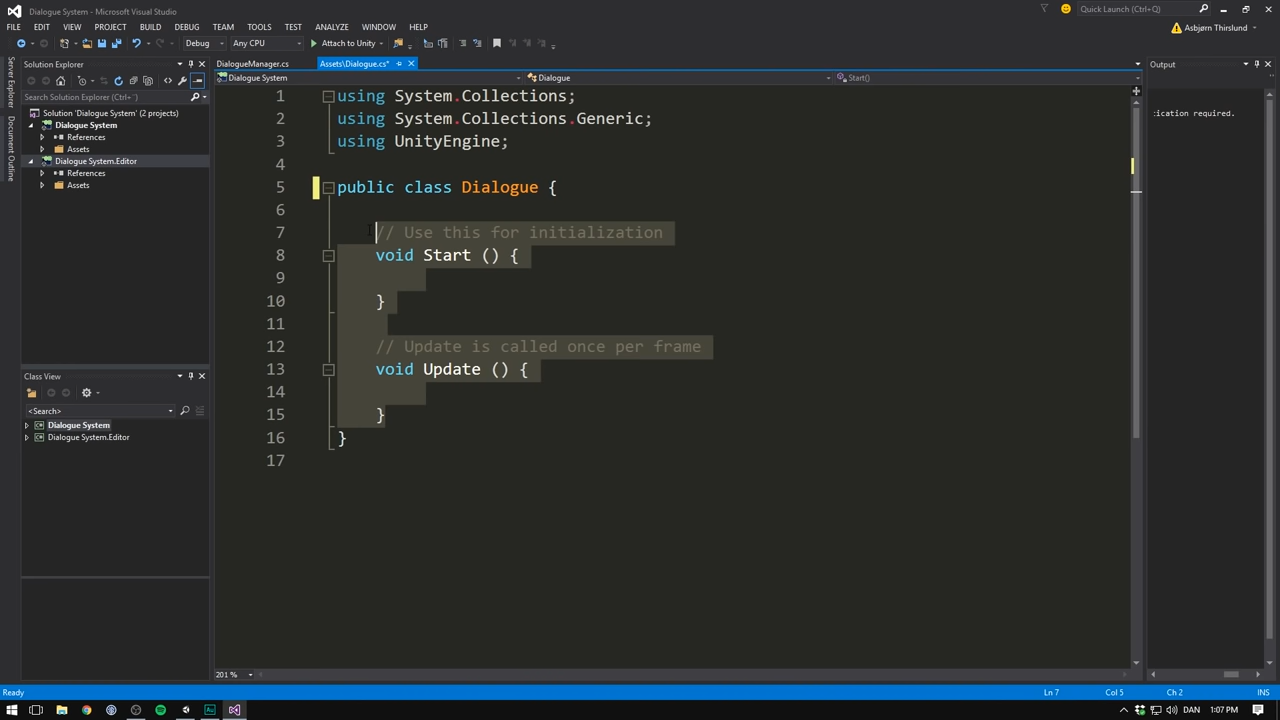 Dialogue System - Microsoft Visual Studio
Quick Launch (Ctrl+Q)
FILE EDIT VIEW PROJECT BUILD DEBUG TEAM TOOLS TEST ANALYZE WINDOW HELP
Asbjørn Thirslund
Debug Any CPU Attach to Unity
Server Explorer
Document Outline
Solution Explorer
Search Solution Explorer (Ctrl+¨)
Solution 'Dialogue System' (2 projects)
Dialogue System
References
Assets
Dialogue System.Editor
References
Assets
Class View
<Search>
Dialogue System
Dialogue System.Editor
DialogueManager.cs Assets\Dialogue.cs*
Dialogue System Dialogue Start()
1 using System.Collections;
2 using System.Collections.Generic;
3 using UnityEngine;
4
5 public class Dialogue {
6
7 // Use this for initialization
8 void Start () {
9
10 }
11
12 // Update is called once per frame
13 void Update () {
14
15 }
16 }
17
201 %
Output
ication required.
Ready Ln 7 Col 5 Ch 2 INS
Au
DAN 1:07 PM